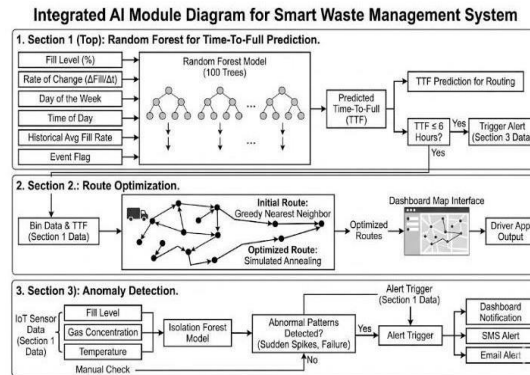 Integrated AI Module Diagram for Smart Waste Management System
1. Section 1 (Top): Random Forest for Time-To-Full Prediction.
Fill Level (%)
Rate of Change (ΔFill/Δt)
Day of the Week
Time of Day
Historical Avg Fill Rate
Event Flag
Random Forest Model
(100 Trees)
...
...
Predicted
Time-To-Full
(TTF)
TTF Prediction for Routing
TTF ≤ 6
Hours?
Yes
Trigger Alert
(Section 3 Data)
Yes
2. Section 2.: Route Optimization.
Bin Data & TTF
(Section 1 Data)
Initial Route:
Greedy Nearest
Neighbor
Optimized Route:
Simulated Annealing
Optimized
Routes
Dashboard Map Interface
Driver App
Output
3. Section 3): Anomaly Detection.
IoT Sensor
Data
(Section 1
Data)
Fill Level
Gas Concentration
Temperature
Manual Check
Isolation Forest
Model
Abnormal Patterns
Detected?
(Sudden Spikes, Failure)
No
Yes
Alert Trigger
(Section 1 Data)
Alert Trigger
Dashboard
Notification
SMS Alert
Email Alert